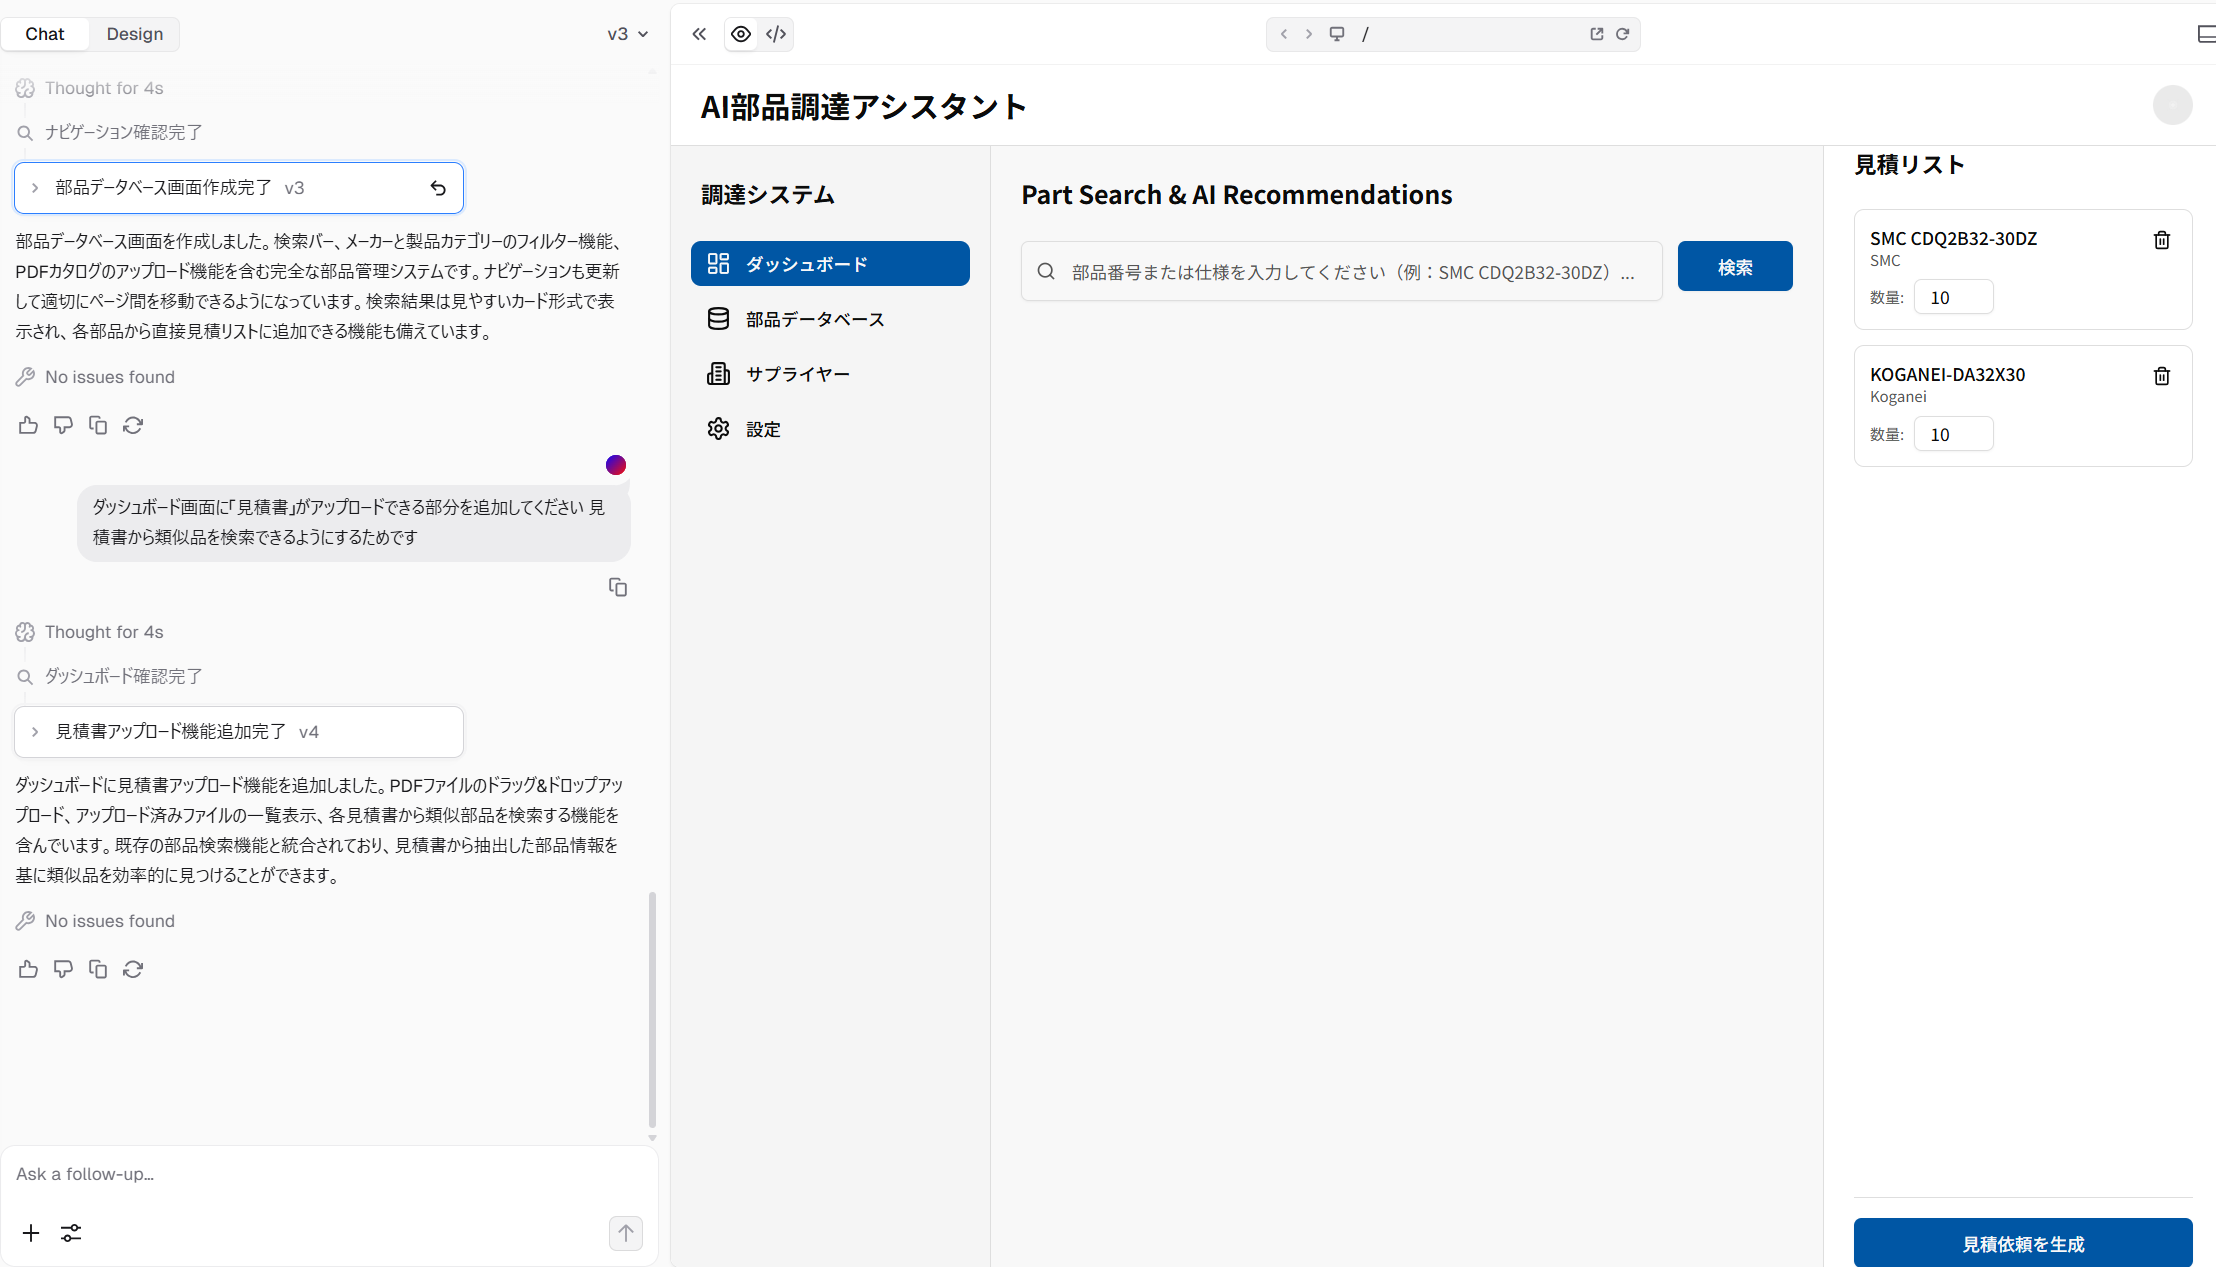 Chat
Design
v3
Thought for 4s
ナビゲーション確認完了
部品データベース画面作成完了 v3
部品データベース画面を作成しました。検索バー、メーカーと製品カテゴリーのフィルター機能、
PDFカタログのアップロード機能を含む完全な部品管理システムです。ナビゲーションも更新
して適切にページ間を移動できるようになっています。検索結果は見やすいカード形式で表
示され、各部品から直接見積リストに追加できる機能も備えています。
No issues found
ダッシュボード画面に「見積書」がアップロードできる部分を追加してください 見
積書から類似品を検索できるようにするためです
Thought for 4s
ダッシュボード確認完了
見積書アップロード機能追加完了 v4
ダッシュボードに見積書アップロード機能を追加しました。PDFファイルのドラッグ&ドロップアッ
プロード、アップロード済みファイルの一覧表示、各見積書から類似部品を検索する機能を
含んでいます。既存の部品検索機能と統合されており、見積書から抽出した部品情報を
基に類似品を効率的に見つけることができます。
No issues found
Ask a follow-up...
/
AI部品調達アシスタント
調達システム
ダッシュボード
部品データベース
サプライヤー
設定
Part Search & AI Recommendations
部品番号または仕様を入力してください（例：SMC CDQ2B32-30DZ）...
検索
見積リスト
SMC CDQ2B32-30DZ
SMC
数量: 10
KOGANEI-DA32X30
Koganei
数量: 10
見積依頼を生成